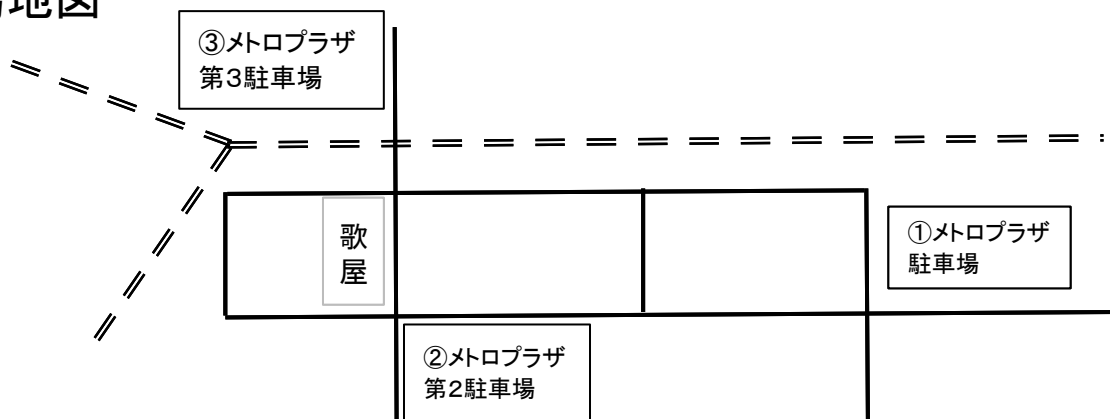 地図
③メトロプラザ
第3駐車場
歌
屋
①メトロプラザ
駐車場
②メトロプラザ
第2駐車場